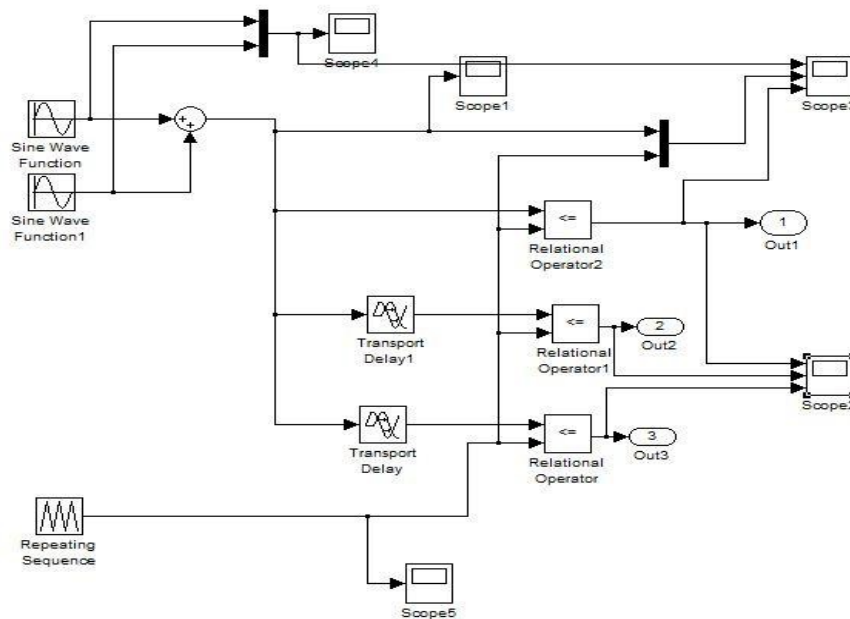 Scope4
Scope1
Scope3
Sine Wave
Function
++
Sine Wave
Function1
<=
Relational
Operator2
1
Out1
Transport
Delay1
<=
Relational
Operator1
2
Out2
Scope2
Transport
Delay
<=
Relational
Operator
3
Out3
Repeating
Sequence
Scope5